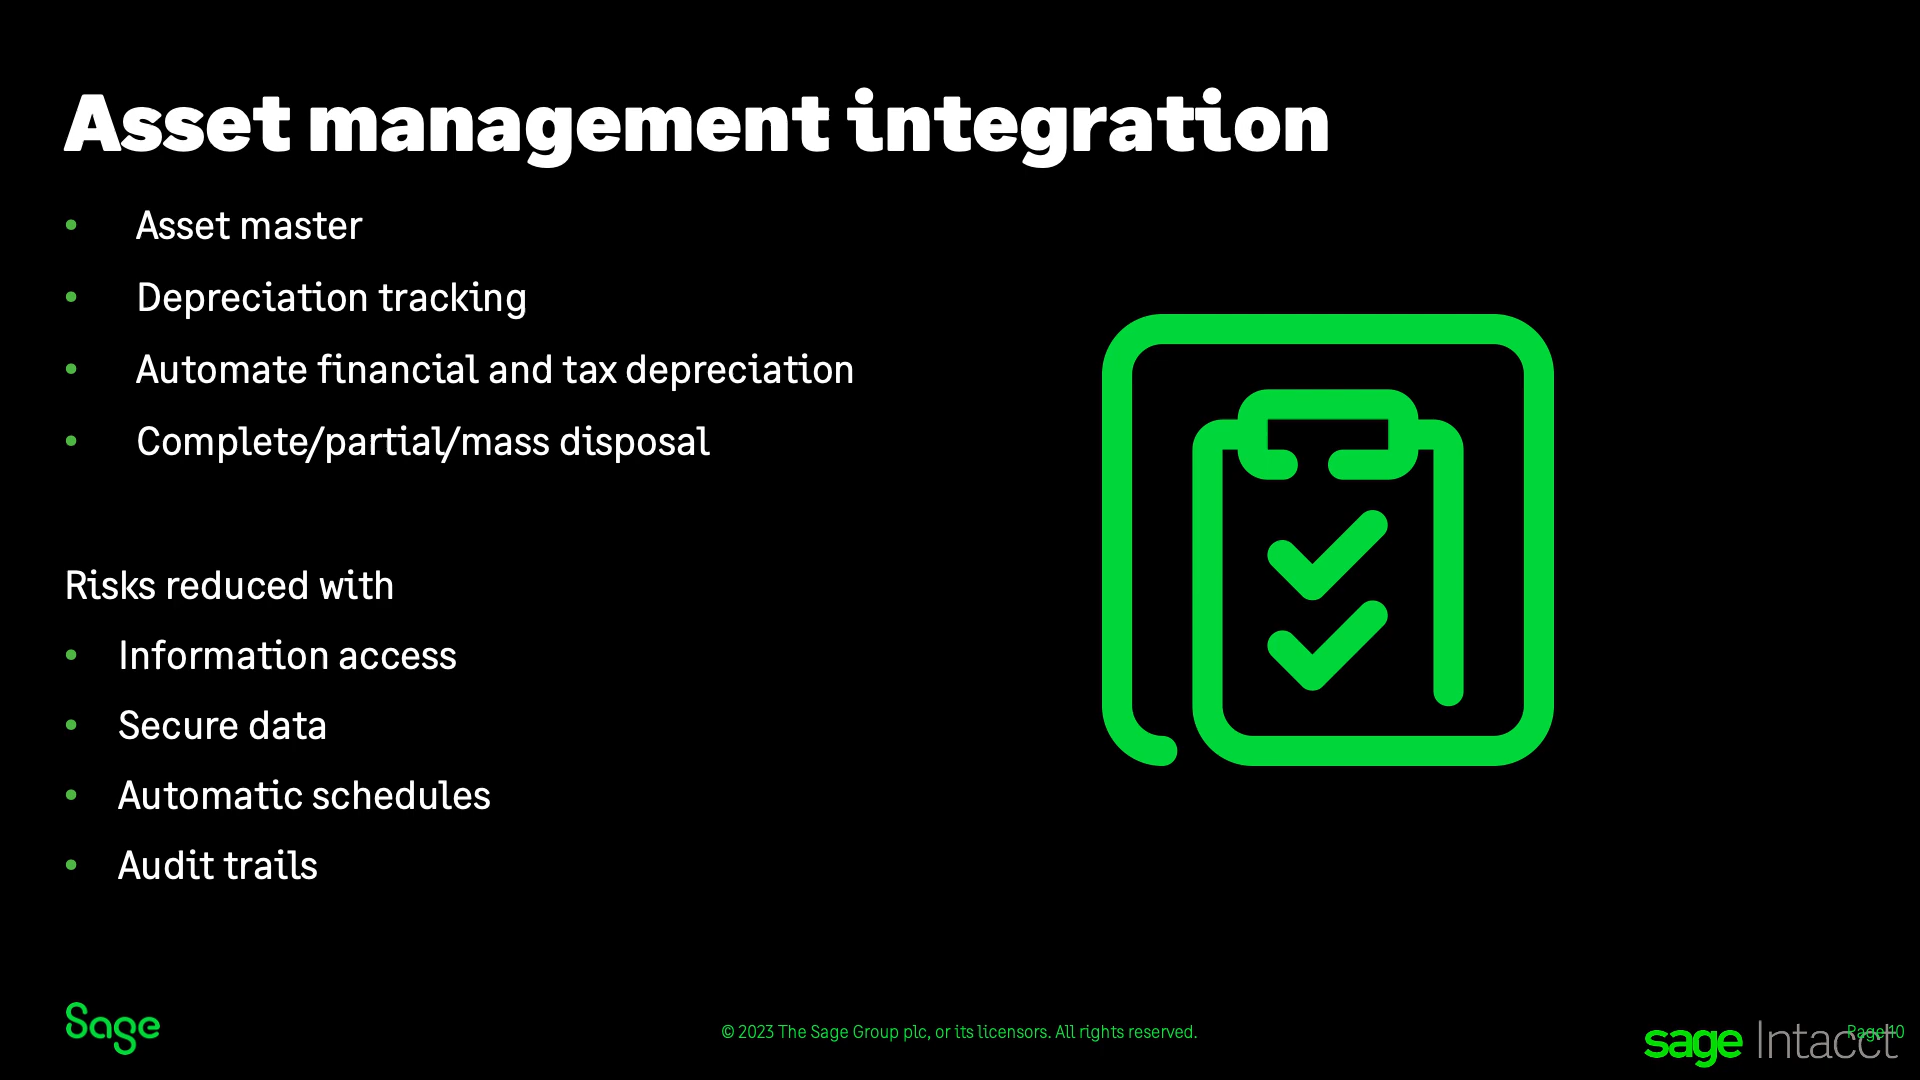 Asset management integration
• Asset master
• Depreciation tracking
• Automate financial and tax depreciation
• Complete/partial/mass disposal
Risks reduced with
• Information access
• Secure data
• Automatic schedules
• Audit trails
Sage
© 2023 The Sage Group plc, or its licensors. All rights reserved.
Page 10
sage Intacct